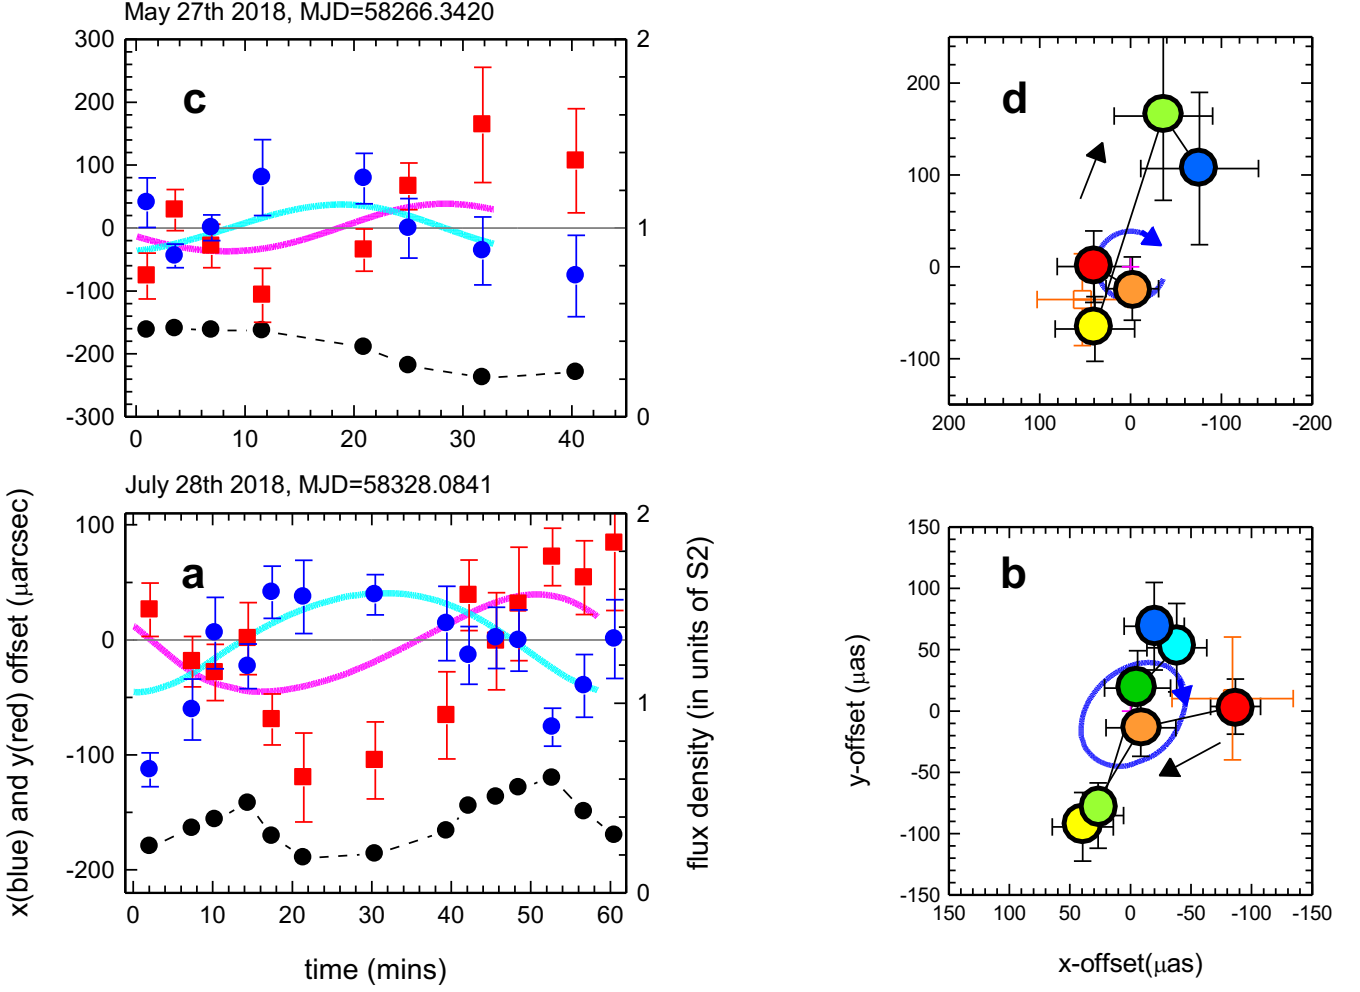 May 27th 2018, MJD=58266.3420
c
300
200
100
0
-100
-200
-300
2
1
0
0 10 20 30 40
d
200
100
0
-100
200 100 0 -100 -200
July 28th 2018, MJD=58328.0841
a
100
0
-100
-200
2
1
0
0 10 20 30 40 50 60
time (mins)
x(blue) and y(red) offset (μarcsec)
flux density (in units of S2)
b
150
100
50
0
-50
-100
-150
150 100 50 0 -50 -100 -150
x-offset(μas)
y-offset (μas)